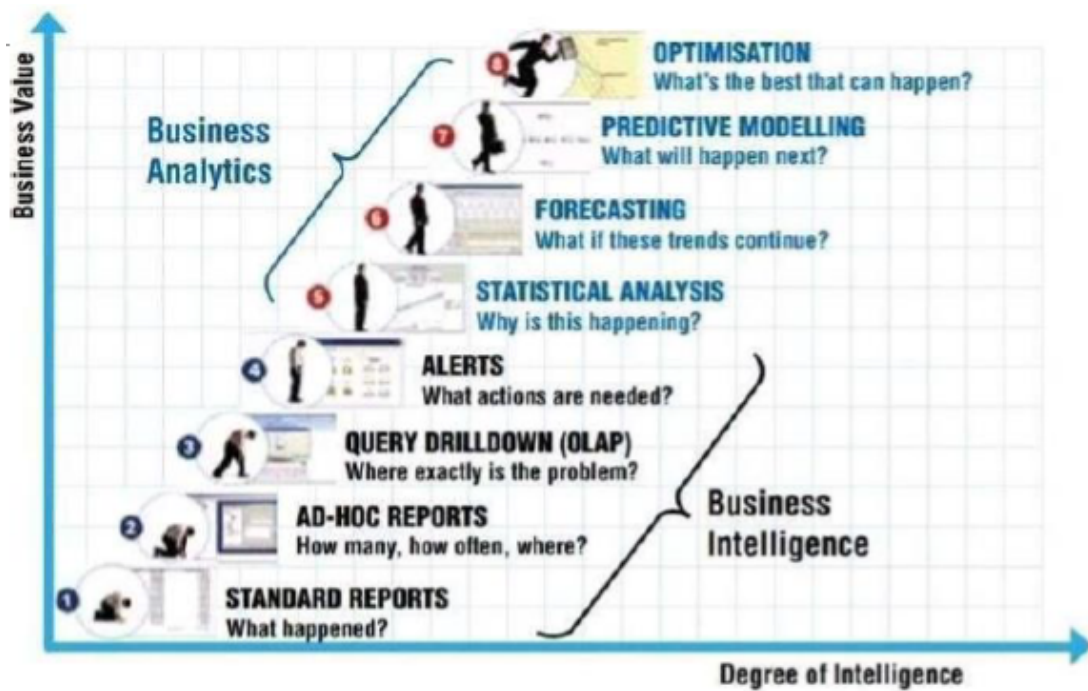 Business Value
8
OPTIMISATION
What's the best that can happen?
Business
Analytics
7
PREDICTIVE MODELLING
What will happen next?
6
FORECASTING
What if these trends continue?
5
STATISTICAL ANALYSIS
Why is this happening?
4
ALERTS
What actions are needed?
3
QUERY DRILLDOWN (OLAP)
Where exactly is the problem?
2
AD-HOC REPORTS
How many, how often, where?
Business
Intelligence
1
STANDARD REPORTS
What happened?
Degree of Intelligence